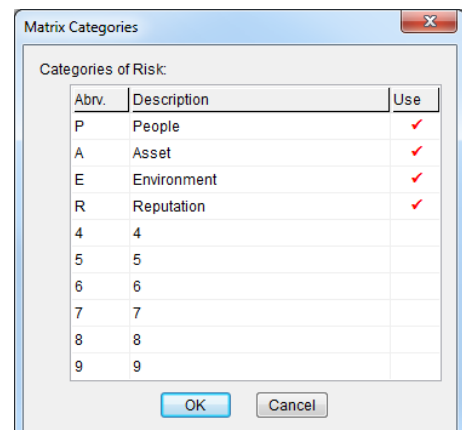 Matrix Categories
Categories of Risk:
Abrv. Description Use
P People ✔
A Asset ✔
E Environment ✔
R Reputation ✔
4 4
5 5
6 6
7 7
8 8
9 9
OK Cancel